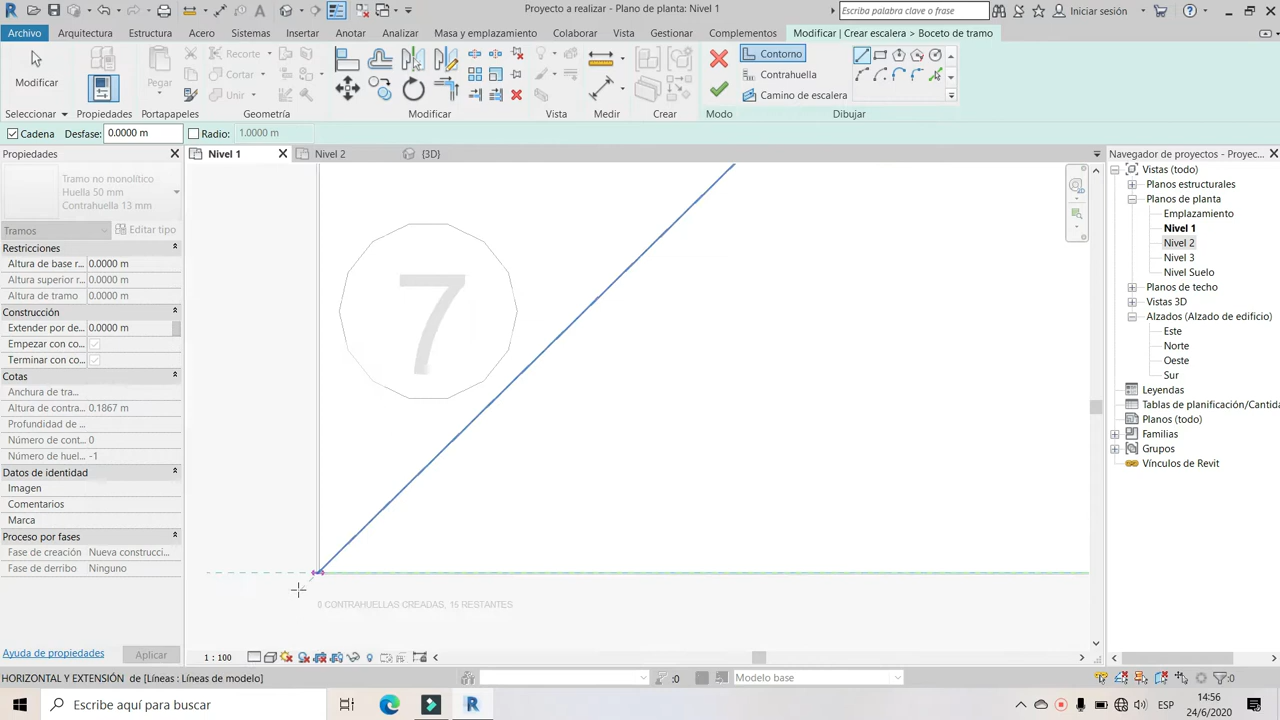 Proyecto a realizar - Plano de planta: Nivel 1
Escriba palabra clave o frase
Iniciar sesión
Archivo
Arquitectura
Estructura
Acero
Sistemas
Insertar
Anotar
Analizar
Masa y emplazamiento
Colaborar
Vista
Gestionar
Complementos
Modificar | Crear escalera > Boceto de tramo
Modificar
Pegar
Recorte
Cortar
Unir
Contorno
Contrahuella
Camino de escalera
Seleccionar
Propiedades
Portapapeles
Geometría
Modificar
Vista
Medir
Crear
Modo
Dibujar
Cadena
Desfase:
0.0000 m
Radio:
1.0000 m
Propiedades
Nivel 1
Nivel 2
{3D}
Navegador de proyectos - Proyec...
Tramo no monolítico
Huella 50 mm
Contrahuella 13 mm
Tramos
Editar tipo
Restricciones
Altura de base r... 0.0000 m
Altura superior r 0.0000 m
Altura de tramo 0.0000 m
Construcción
Extender por de... 0.0000 m
Empezar con co...
Terminar con co...
Cotas
Anchura de tra...
Altura de contra... 0.1867 m
Profundidad de
Número de cont 0
Número de huel... -1
Datos de identidad
Imagen
Comentarios
Marca
Proceso por fases
Fase de creación Nueva construcci...
Fase de derribo Ninguno
Ayuda de propiedades
Aplicar
7
0 CONTRAHUELLAS CREADAS, 15 RESTANTES
Vistas (todo)
Planos estructurales
Planos de planta
Emplazamiento
Nivel 1
Nivel 2
Nivel 3
Nivel Suelo
Planos de techo
Vistas 3D
Alzados (Alzado de edificio)
Este
Norte
Oeste
Sur
Leyendas
Tablas de planificación/Cantida
Planos (todo)
Familias
Grupos
Vínculos de Revit
1 : 100
HORIZONTAL Y EXTENSIÓN de [Líneas : Líneas de modelo]
:0
Modelo base
:0
Escribe aquí para buscar
ESP
14:56
24/6/2020